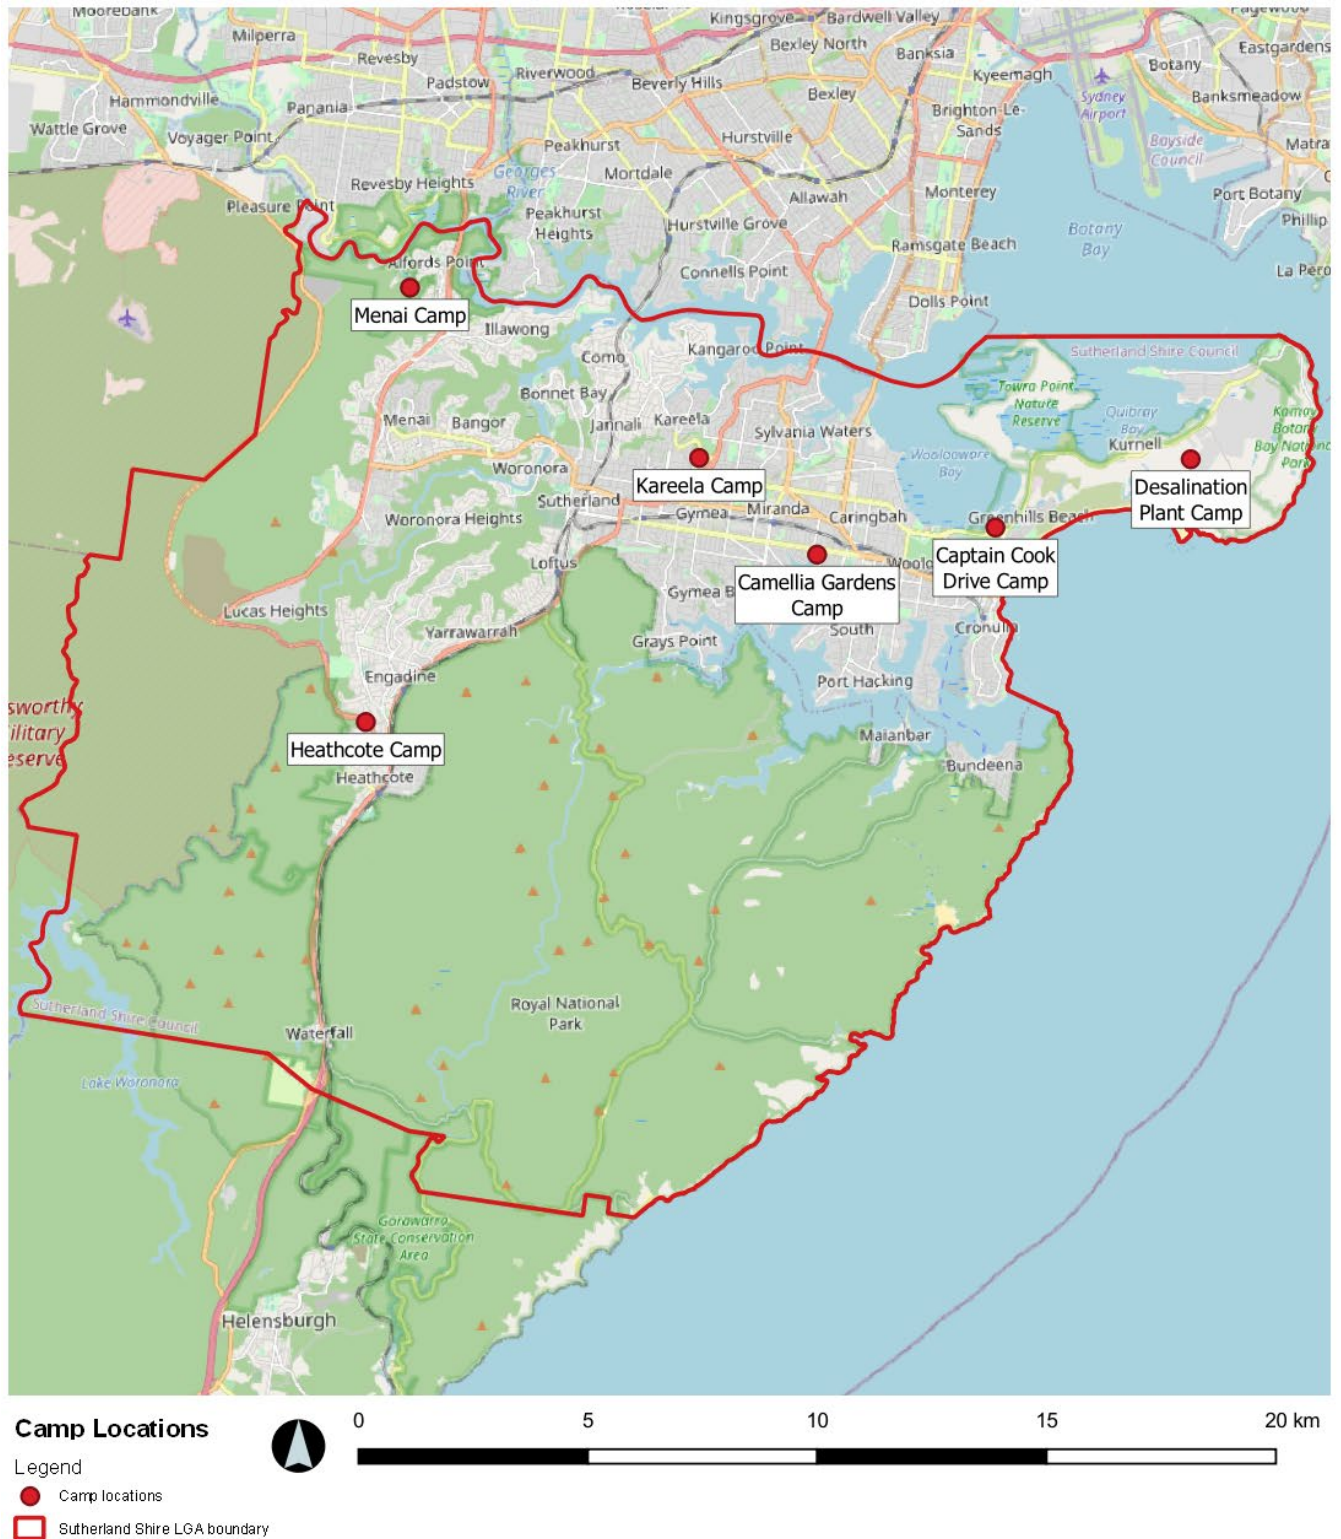 Moorebank
Kingsgrove
Bardwell Valley
Milperra
Revesby
Bexley North
Banksia
Eastgardens
Padstow
Riverwood
Beverly Hills
Kyeemagh
Botany
Hammondville
Panania
Bexley
Sydney
Airport
Banksmeadow
Wattle Grove
Voyager Point
Hurstville
Brighton-Le-
Sands
Bayside
Council
Matra
Peakhurst
Revesby Heights
Georges
River
Mortdale
Allawah
Monterey
Port Botany
Pleasure Point
Peakhurst
Heights
Hurstville Grove
Phillip
Botany
Bay
Ramsgate Beach
Alfords Point
Connells Point
La Pero
Menai Camp
Dolls Point
Illawong
Como
Kangaroo Point
Sutherland Shire Council
Bonnet Bay
Towra Point
Nature
Reserve
Menai
Bangor
Jannali
Kareela
Sylvania Waters
Quibray
Bay
Kurnell
Kamay
Botany
Bay National
Park
Woronora
Kareela Camp
Woolooware
Bay
Desalination
Plant Camp
Sutherland
Gymea
Miranda
Caringbah
Greenhills Beach
Woronora Heights
Loftus
Captain Cook
Drive Camp
Camellia Gardens
Camp
Woolo
Gymea B
Lucas Heights
Yarrawarrah
Grays Point
South
Cronulla
Engadine
Port Hacking
sworthy
ilitary
eserve
Heathcote Camp
Maianbar
Heathcote
Bundeena
Royal National
Park
Sutherland Shire Council
Waterfall
Lake Woronora
Garawarra
State Conservation
Area
Helensburgh
Camp Locations
0 5 10 15 20 km
Legend
Camp locations
Sutherland Shire LGA boundary